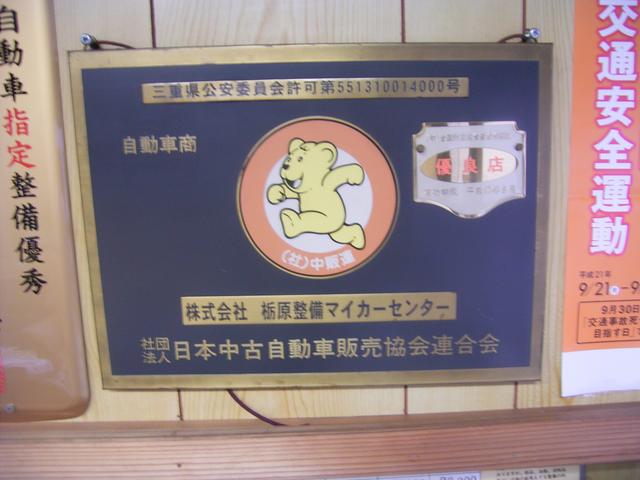 自動車指定整備優秀
三重県公安委員会許可第551310014000号
自動車商
優良店
(社)中販連
株式会社 栃原整備マイカーセンター
社団法人日本中古自動車販売協会連合会
交通安全運動
平成21年
9/21
9月30日
「交通事故死
目指す日」